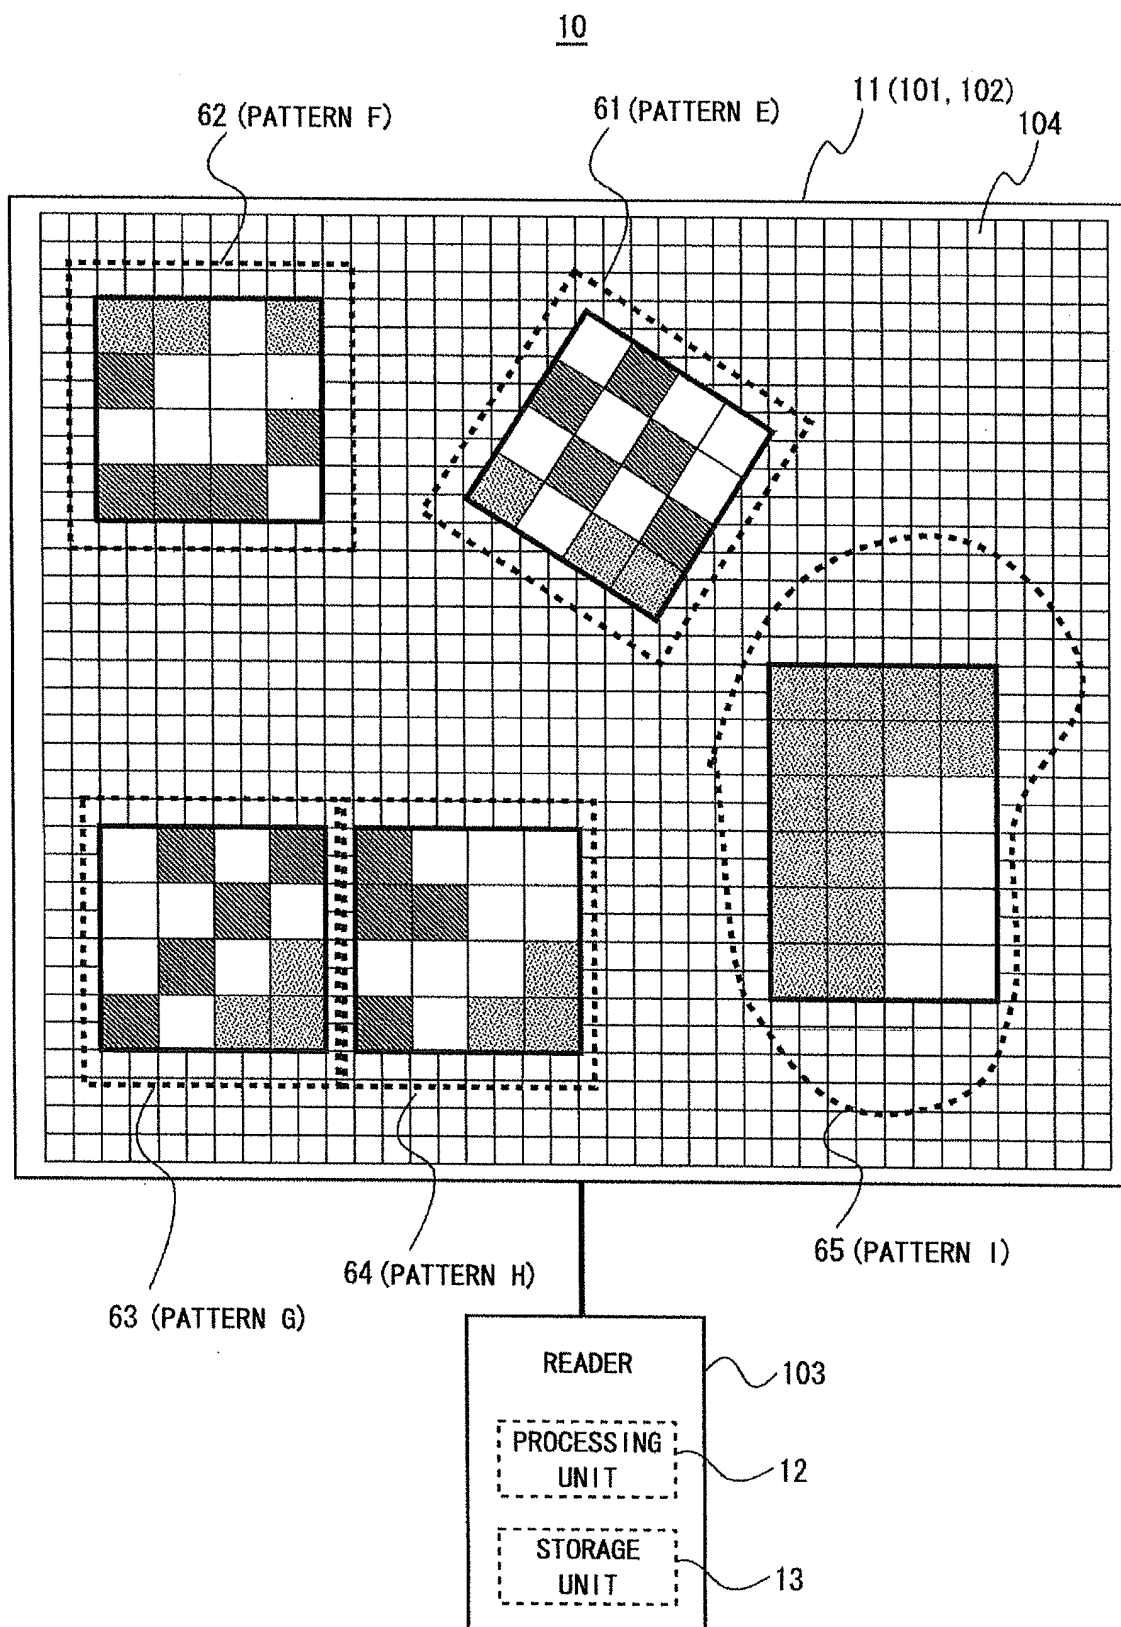 10
11(101,102)
61(PATTERN E)
62(PATTERN F)
104
65(PATTERN I)
64(PATTERN H)
63(PATTERN G)
READER
103
PROCESSING
UNIT
12
STORAGE
UNIT
13